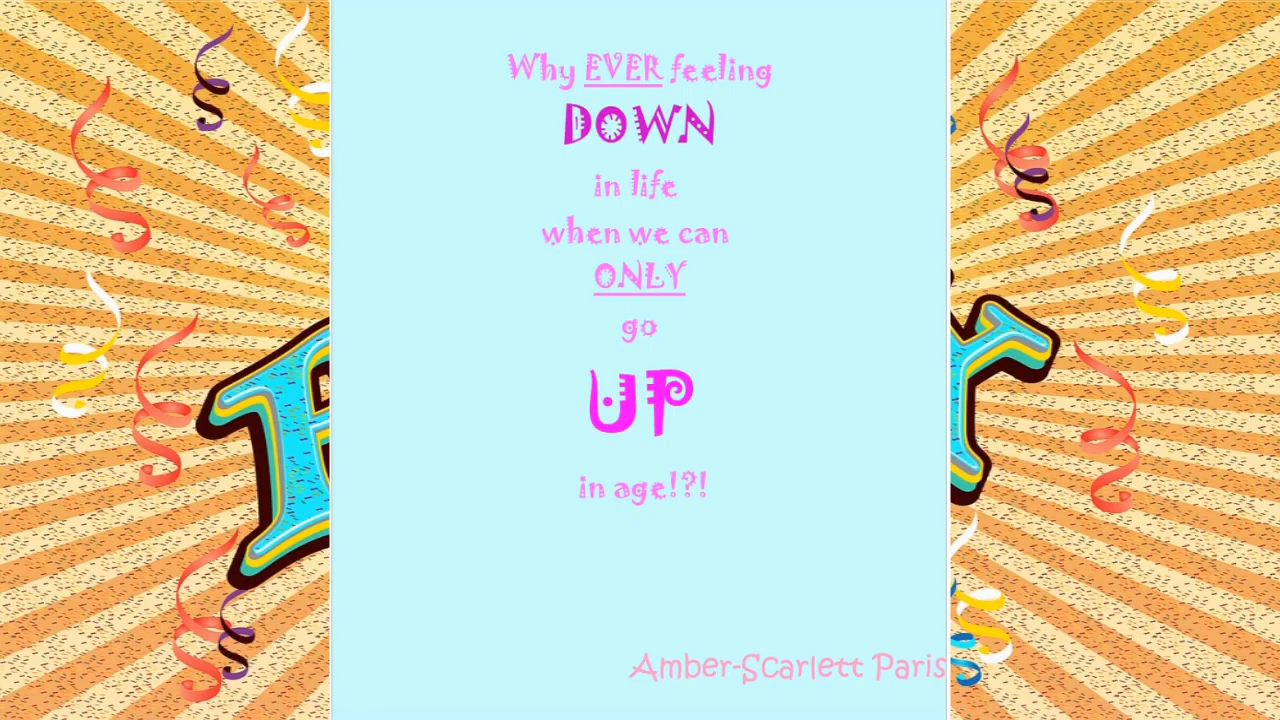 Why EVER feeling
DOWN
in life
when we can
ONLY
go
UP
in age!?!
Amber-Scarlett Paris